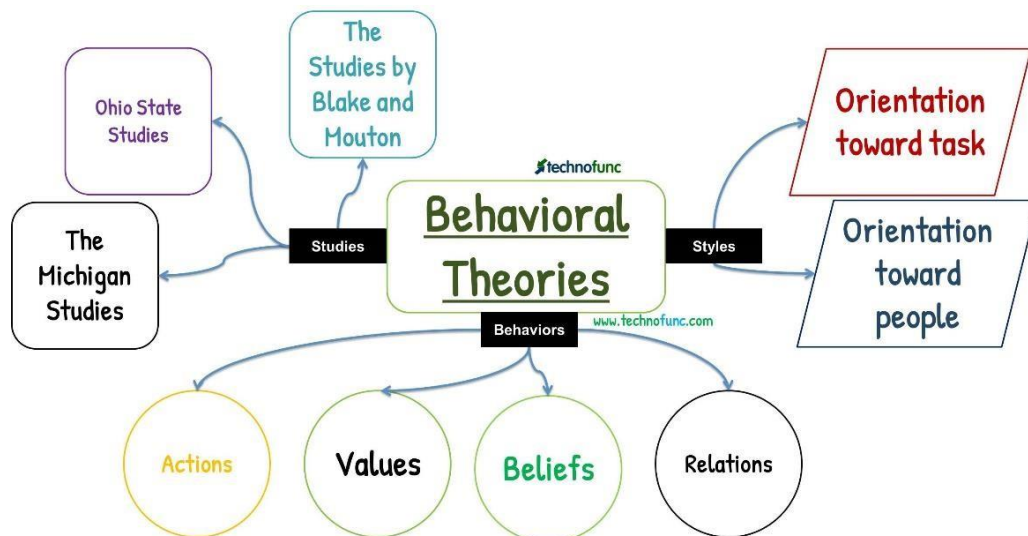 The
Studies by
Blake and
Mouton
Ohio State
Studies
The
Michigan
Studies
Studies
technofunc
Behavioral
Theories
www.technofunc.com
Styles
Orientation
toward task
Orientation
toward
people
Behaviors
Actions
Values
Beliefs
Relations